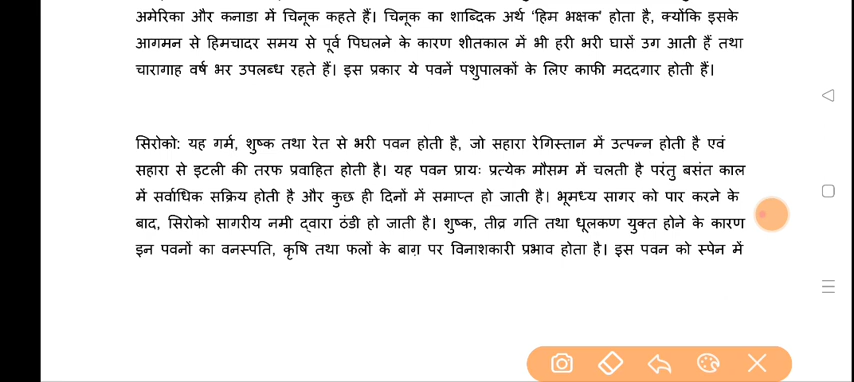 अमेरिका और कनाडा में चिनूक कहते हैं। चिनूक का शाब्दिक अर्थ 'हिम भक्षक' होता है, क्योंकि इसके
आगमन से हिमचादर समय से पूर्व पिघलने के कारण शीतकाल में भी हरी भरी घासें उग आती हैं तथा
चारागाह वर्ष भर उपलब्ध रहते हैं। इस प्रकार ये पवनें पशुपालकों के लिए काफी मददगार होती हैं।
सिरोको: यह गर्म, शुष्क तथा रेत से भरी पवन होती है, जो सहारा रेगिस्तान में उत्पन्न होती है एवं
सहारा से इटली की तरफ प्रवाहित होती है। यह पवन प्रायः प्रत्येक मौसम में चलती है परंतु बसंत काल
में सर्वाधिक सक्रिय होती है और कुछ ही दिनों में समाप्त हो जाती है। भूमध्य सागर को पार करने के
बाद, सिरोको सागरीय नमी द्वारा ठंडी हो जाती है। शुष्क, तीव्र गति तथा धूलकण युक्त होने के कारण
इन पवनों का वनस्पति, कृषि तथा फलों के बाग़ पर विनाशकारी प्रभाव होता है। इस पवन को स्पेन में